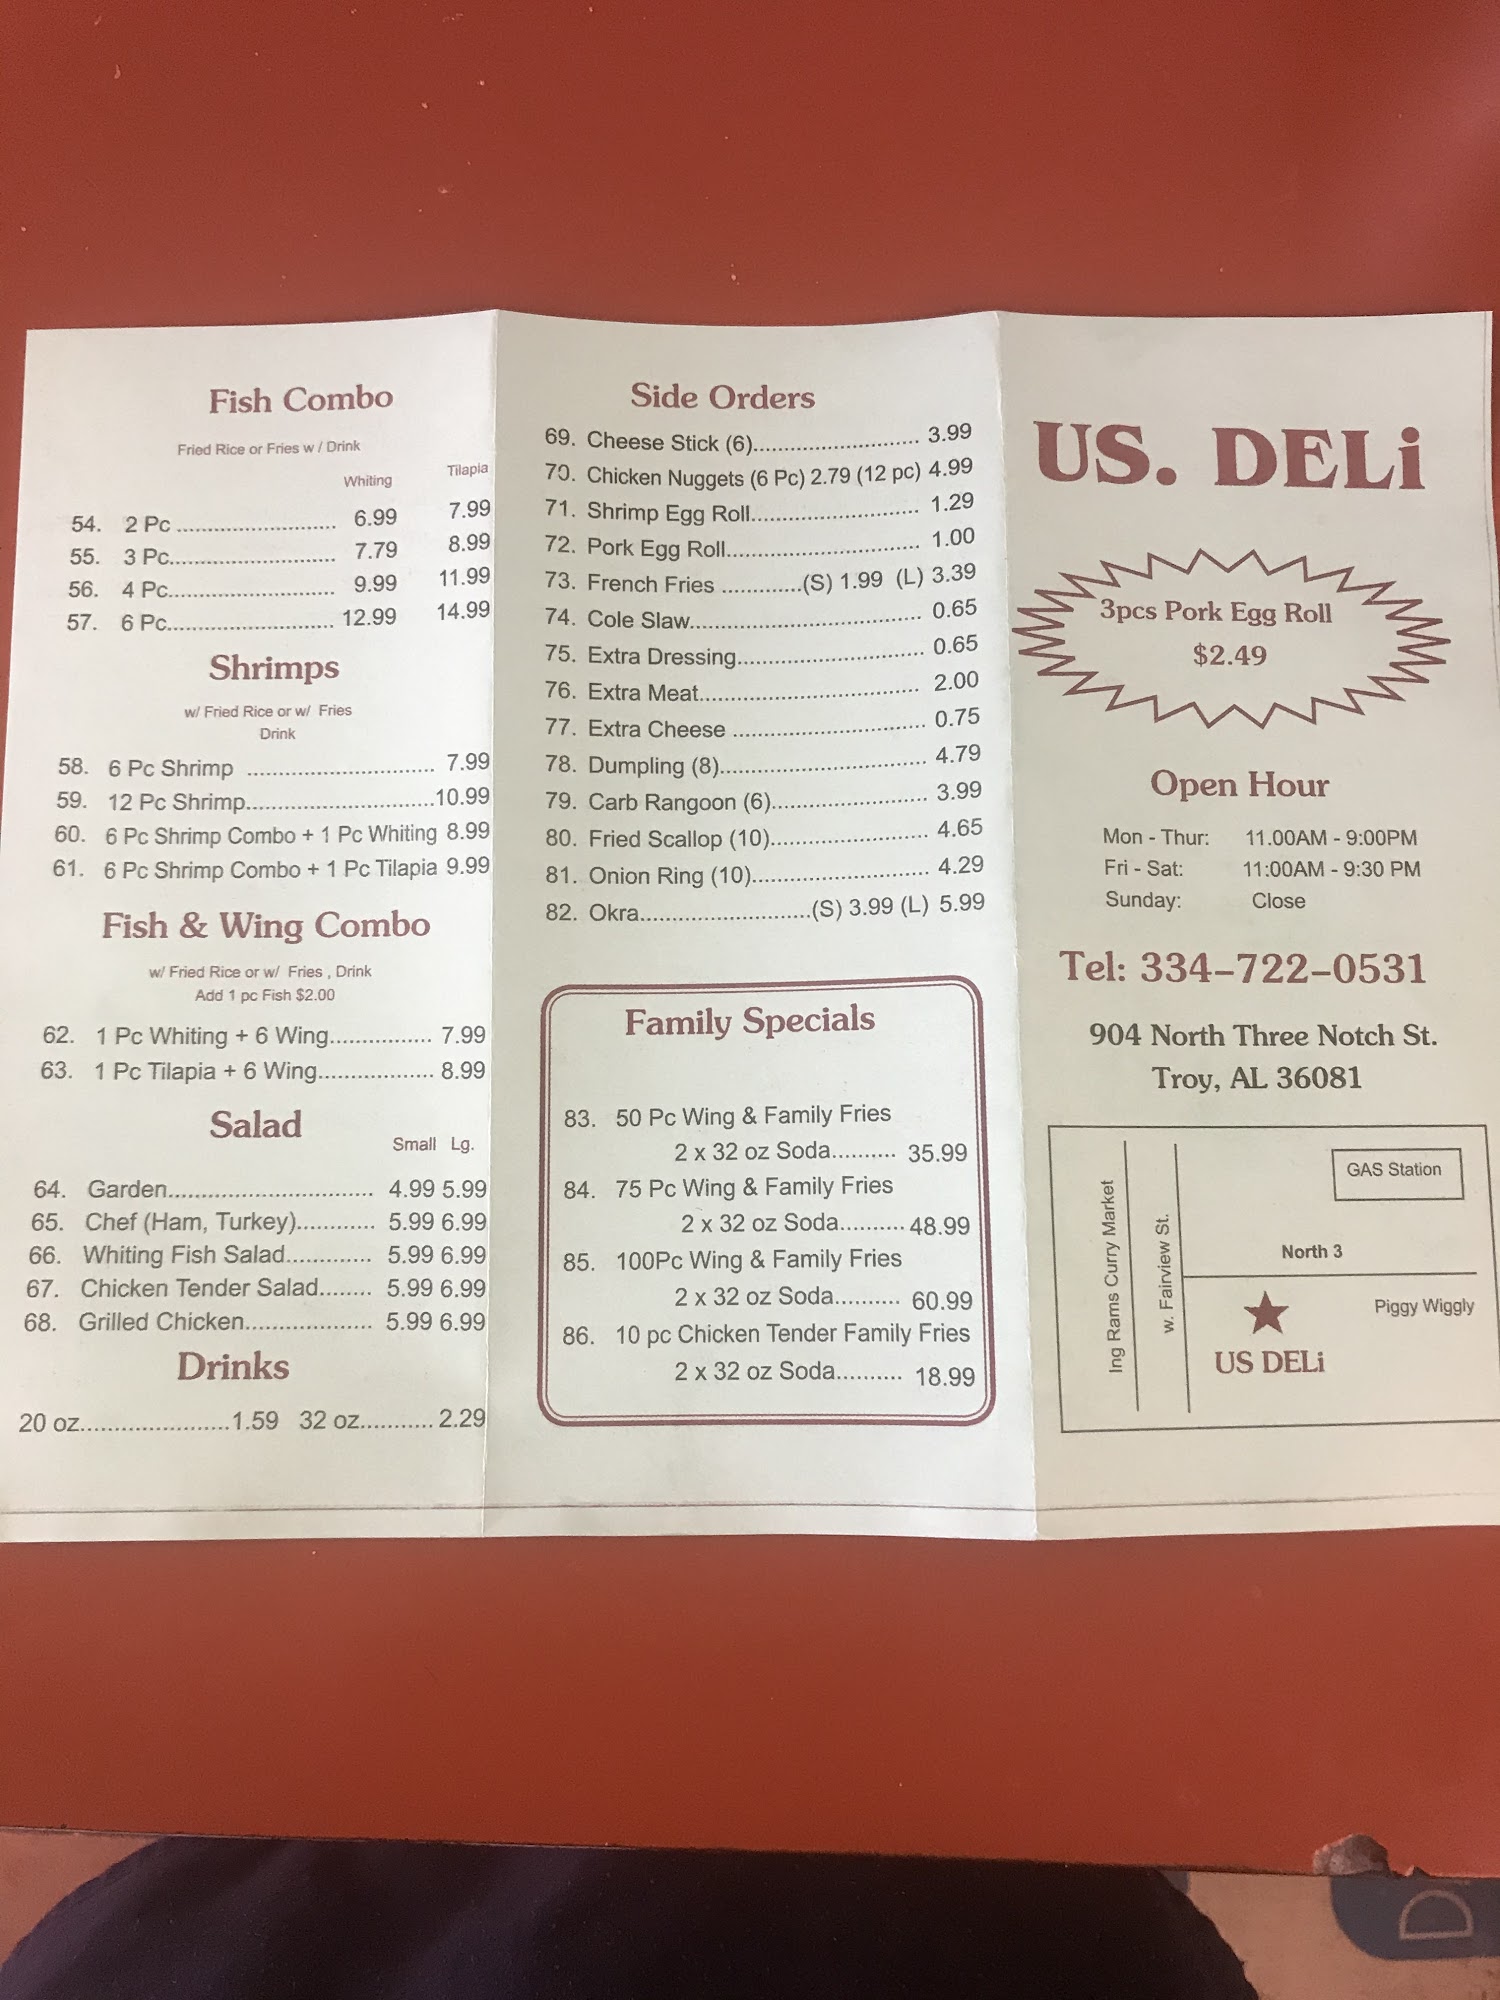 Fish Combo
Fried Rice or Fries w / Drink
Whiting Tilapia
54. 2 Pc ........................ 6.99 7.99
55. 3 Pc......................... 7.79 8.99
56. 4 Pc......................... 9.99 11.99
57. 6 Pc......................... 12.99 14.99
Shrimps
w/ Fried Rice or w/ Fries
Drink
58. 6 Pc Shrimp ............................ 7.99
59. 12 Pc Shrimp............................10.99
60. 6 Pc Shrimp Combo + 1 Pc Whiting 8.99
61. 6 Pc Shrimp Combo + 1 Pc Tilapia 9.99
Fish & Wing Combo
w/ Fried Rice or w/ Fries , Drink
Add 1 pc Fish $2.00
62. 1 Pc Whiting + 6 Wing............... 7.99
63. 1 Pc Tilapia + 6 Wing................. 8.99
Salad
Small Lg.
64. Garden............................... 4.99 5.99
65. Chef (Ham, Turkey)............ 5.99 6.99
66. Whiting Fish Salad............. 5.99 6.99
67. Chicken Tender Salad........ 5.99 6.99
68. Grilled Chicken................... 5.99 6.99
Drinks
20 oz......................1.59 32 oz........... 2.29
Side Orders
69. Cheese Stick (6)......................... 3.99
70. Chicken Nuggets (6 Pc) 2.79 (12 pc) 4.99
71. Shrimp Egg Roll......................... 1.29
72. Pork Egg Roll............................. 1.00
73. French Fries ............(S) 1.99 (L) 3.39
74. Cole Slaw................................... 0.65
75. Extra Dressing............................ 0.65
76. Extra Meat................................. 2.00
77. Extra Cheese ............................. 0.75
78. Dumpling (8)............................... 4.79
79. Carb Rangoon (6)....................... 3.99
80. Fried Scallop (10)....................... 4.65
81. Onion Ring (10).......................... 4.29
82. Okra.........................(S) 3.99 (L) 5.99
Family Specials
83. 50 Pc Wing & Family Fries
2 x 32 oz Soda.......... 35.99
84. 75 Pc Wing & Family Fries
2 x 32 oz Soda.......... 48.99
85. 100Pc Wing & Family Fries
2 x 32 oz Soda.......... 60.99
86. 10 pc Chicken Tender Family Fries
2 x 32 oz Soda.......... 18.99
US. DELi
3pcs Pork Egg Roll
$2.49
Open Hour
Mon - Thur: 11.00AM - 9:00PM
Fri - Sat: 11:00AM - 9:30 PM
Sunday: Close
Tel: 334-722-0531
904 North Three Notch St.
Troy, AL 36081
Ing Rams Curry Market
w. Fairview St.
GAS Station
North 3
Piggy Wiggly
US DELi
D